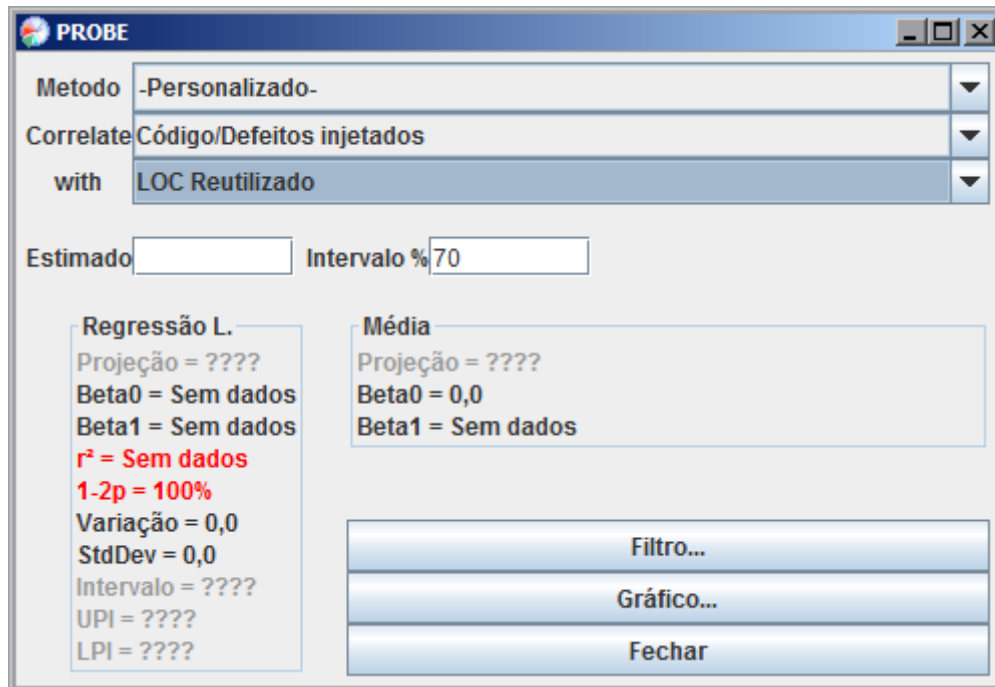 PROBE
Metodo -Personalizado-
Correlate Código/Defeitos injetados
with LOC Reutilizado
Estimado Intervalo % 70
Regressão L.
Projeção = ????
Beta0 = Sem dados
Beta1 = Sem dados
r² = Sem dados
1-2p = 100%
Variação = 0,0
StdDev = 0,0
Intervalo = ????
UPI = ????
LPI = ????
Média
Projeção = ????
Beta0 = 0,0
Beta1 = Sem dados
Filtro...
Gráfico...
Fechar